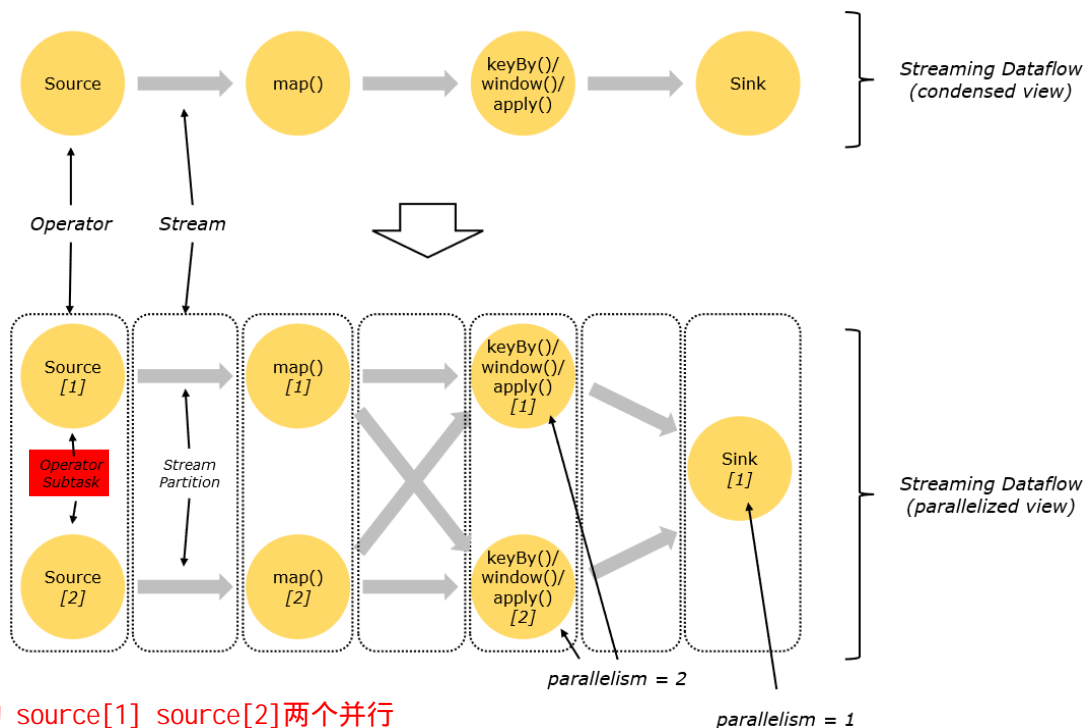 Source
map()
keyBy()/
window()/
apply()
Sink
Streaming Dataflow
(condensed view)
Operator
Stream
Source
[1]
map()
[1]
keyBy()/
window()/
apply()
[1]
Operator
Subtask
Stream
Partition
Sink
[1]
Streaming Dataflow
(parallelized view)
Source
[2]
map()
[2]
keyBy()/
window()/
apply()
[2]
parallelism = 2
source[1] source[2]两个并行
parallelism = 1